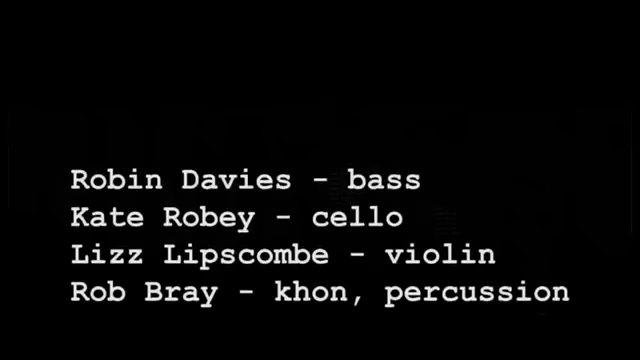 Robin Davies - bass
Kate Robey - cello
Lizz Lipscombe - violin
Rob Bray - khon, percussion